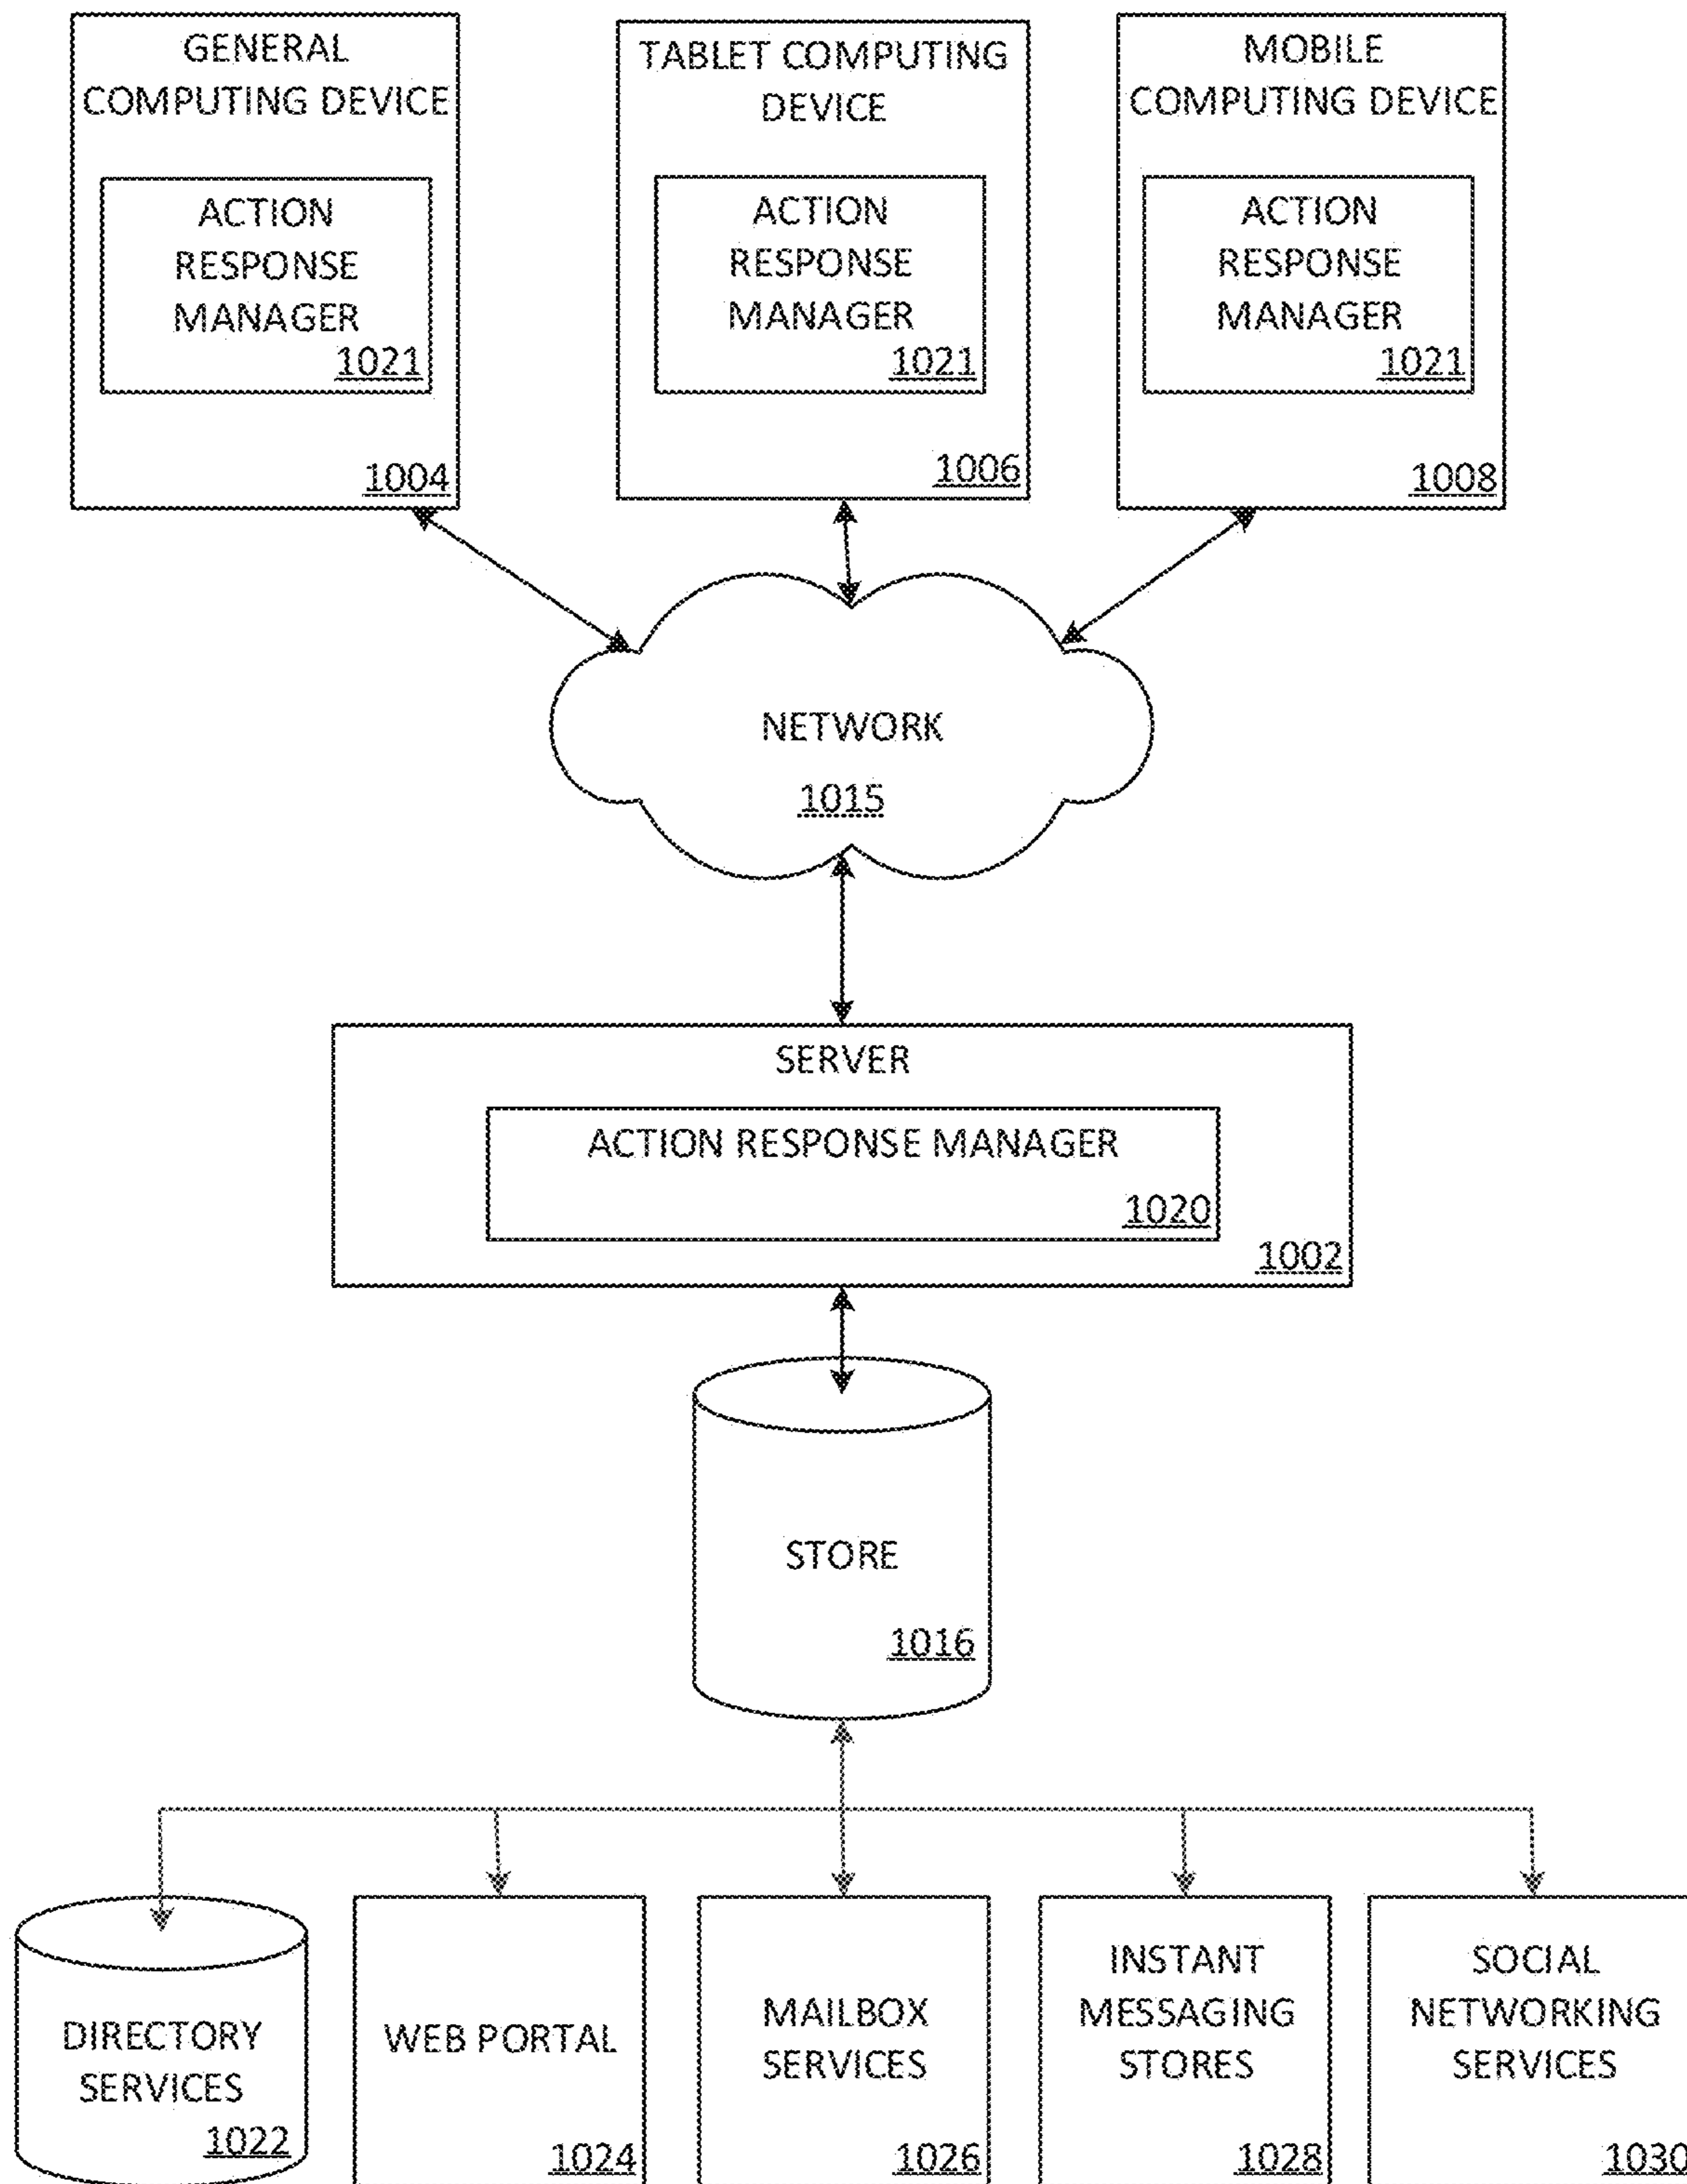 GENERAL
COMPUTING DEVICE
ACTION
RESPONSE
MANAGER
1021
1004
TABLET COMPUTING
DEVICE
ACTION
RESPONSE
MANAGER
1021
1006
MOBILE
COMPUTING DEVICE
ACTION
RESPONSE
MANAGER
1021
1008
NETWORK
1015
SERVER
ACTION RESPONSE MANAGER
1020
1002
STORE
1016
DIRECTORY
SERVICES
1022
WEB PORTAL
1024
MAILBOX
SERVICES
1026
INSTANT
MESSAGING
STORES
1028
SOCIAL
NETWORKING
SERVICES
1030